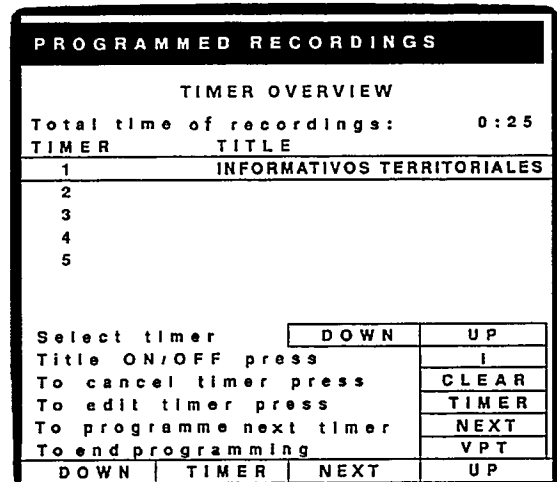 PROGRAMMED RECORDINGS
TIMER OVERVIEW
Total time of recordings: 0:25
TIMER TITLE
1 INFORMATIVOS TERRITORIALES
2
3
4
5
Select timer DOWN UP
Title ON/OFF press i
To cancel timer press CLEAR
To edit timer press TIMER
To programme next timer NEXT
To end programming VPT
DOWN TIMER NEXT UP